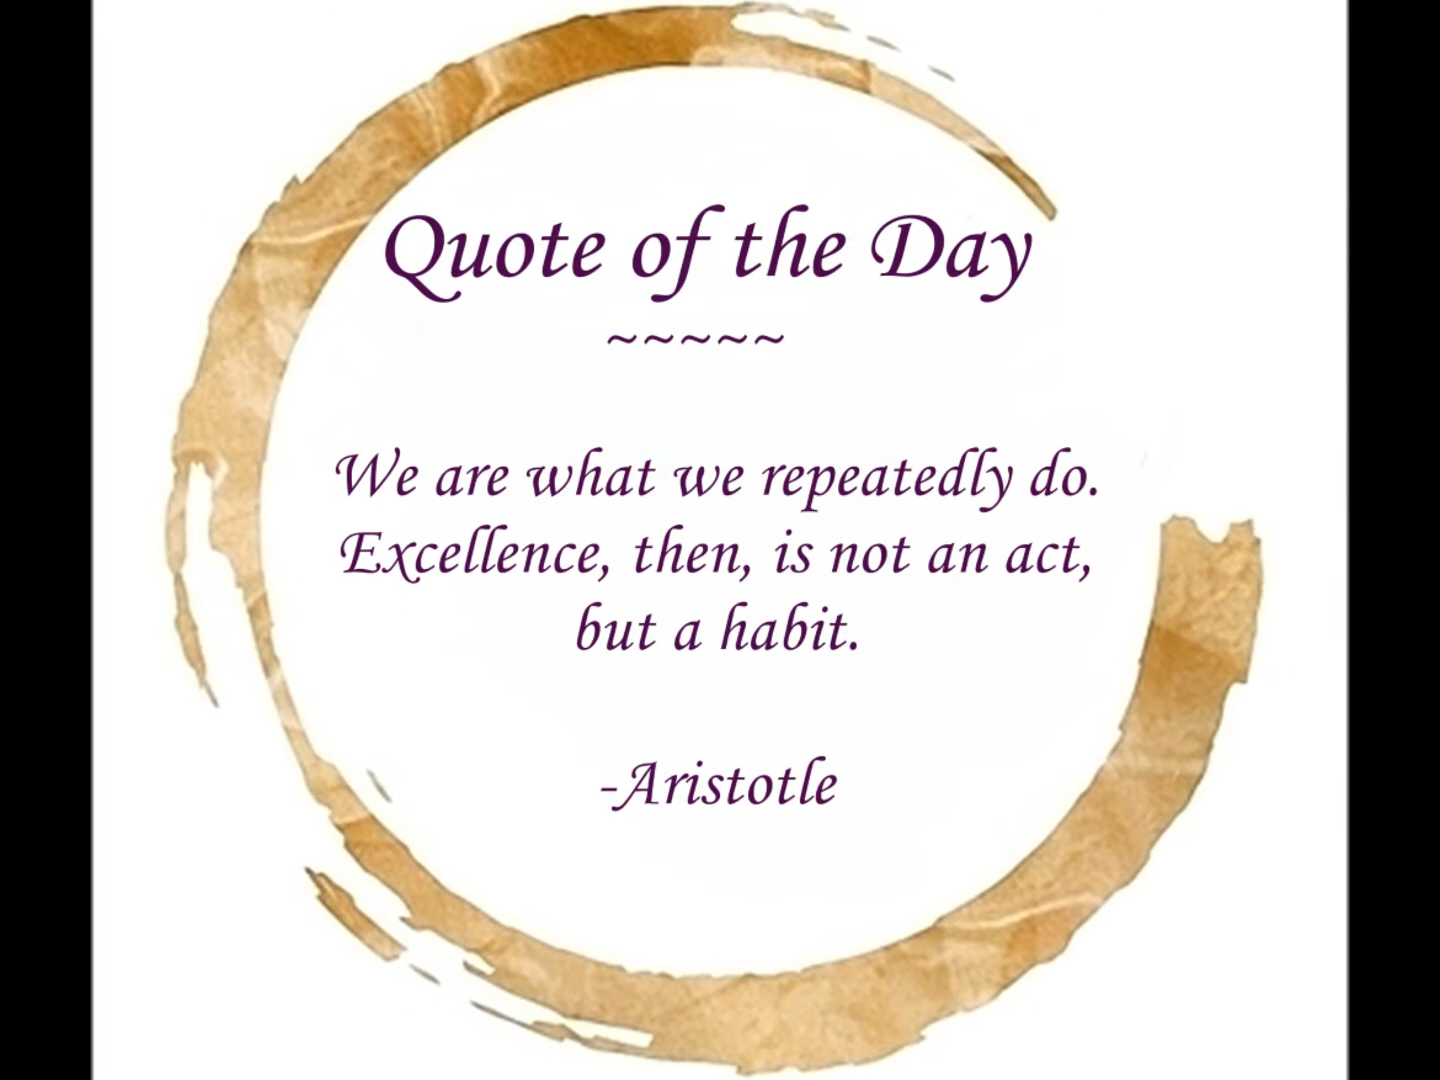 Quote of the Day
~~~~~
We are what we repeatedly do.
Excellence, then, is not an act,
but a habit.
-Aristotle